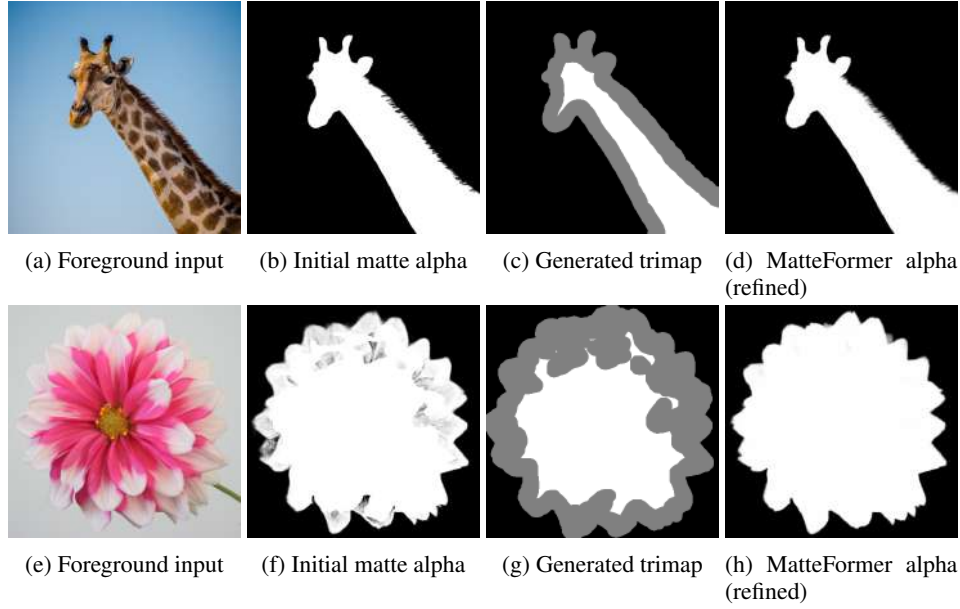 (a) Foreground input
(b) Initial matte alpha
(c) Generated trimap
(d) MatteFormer alpha
(refined)
(e) Foreground input
(f) Initial matte alpha
(g) Generated trimap
(h) MatteFormer alpha
(refined)